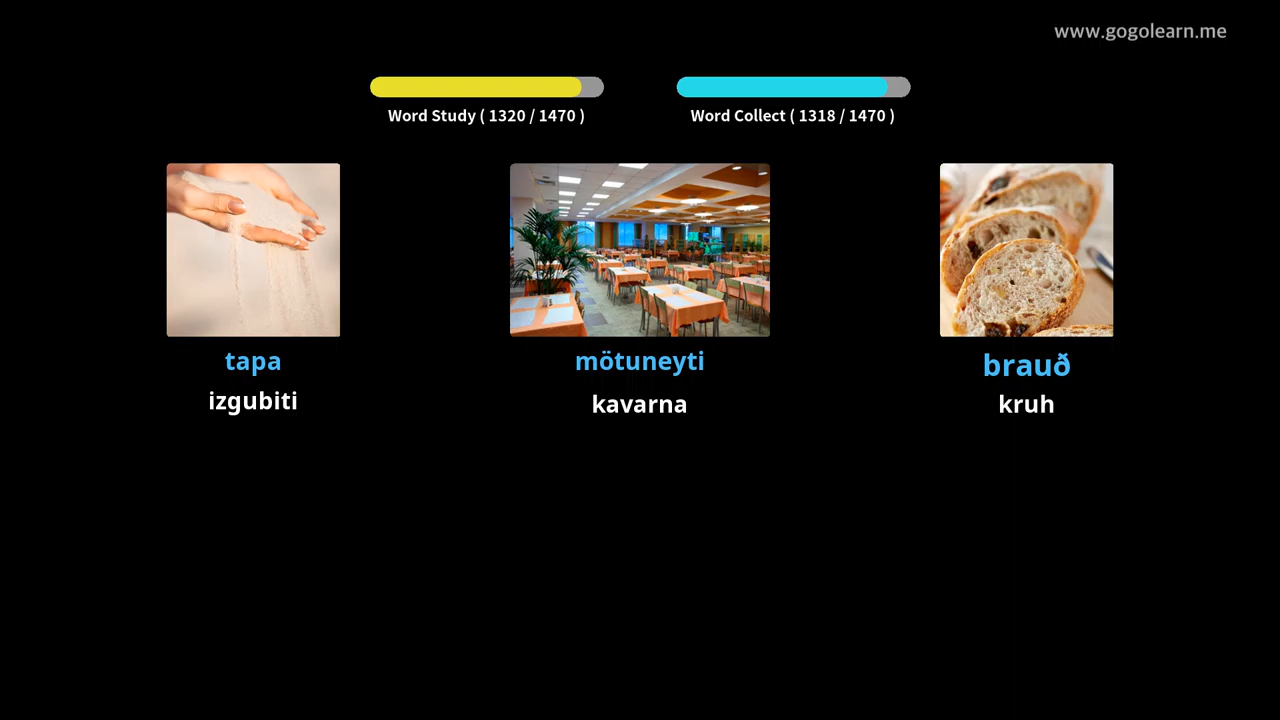 www.gogolearn.me
Word Study ( 1320 / 1470 )
Word Collect ( 1318 / 1470 )
tapa
izgubiti
mötuneyti
kavarna
brauð
kruh